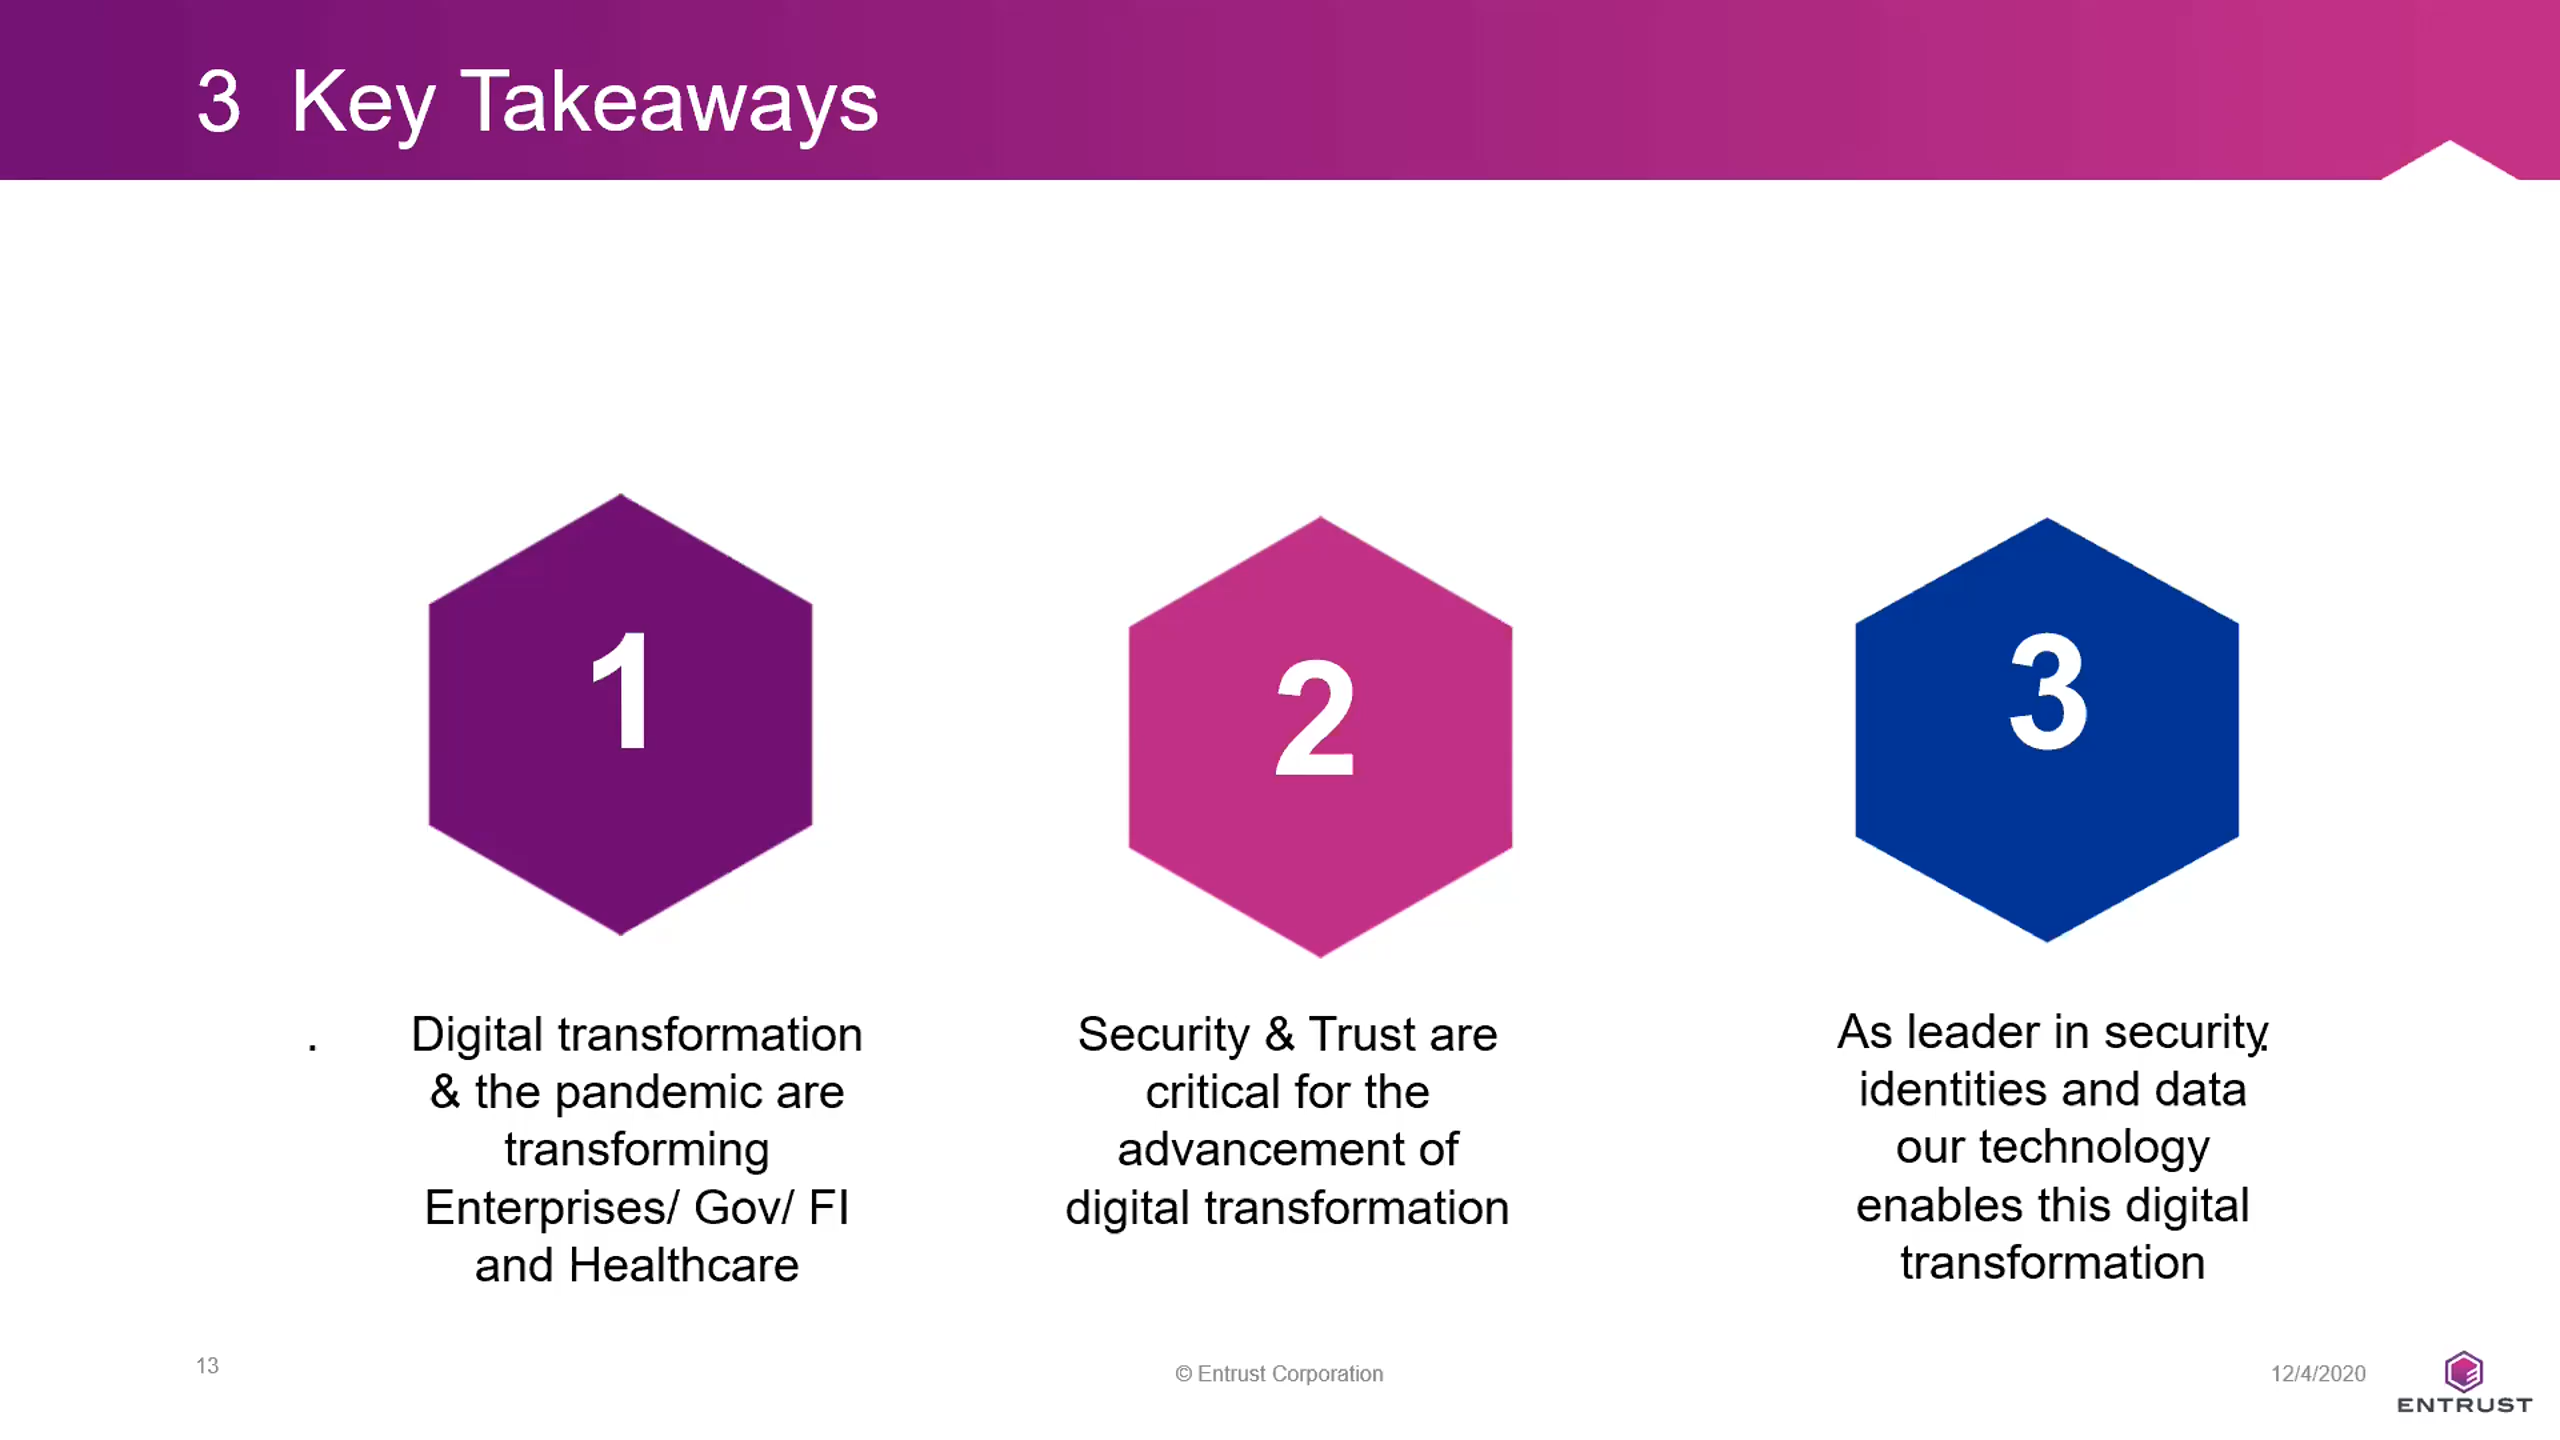 3 Key Takeaways
1
2
3
. Digital transformation
& the pandemic are
transforming
Enterprises/ Gov/ FI
and Healthcare
Security & Trust are
critical for the
advancement of
digital transformation
As leader in security.
identities and data
our technology
enables this digital
transformation
13
© Entrust Corporation
12/4/2020
ENTRUST